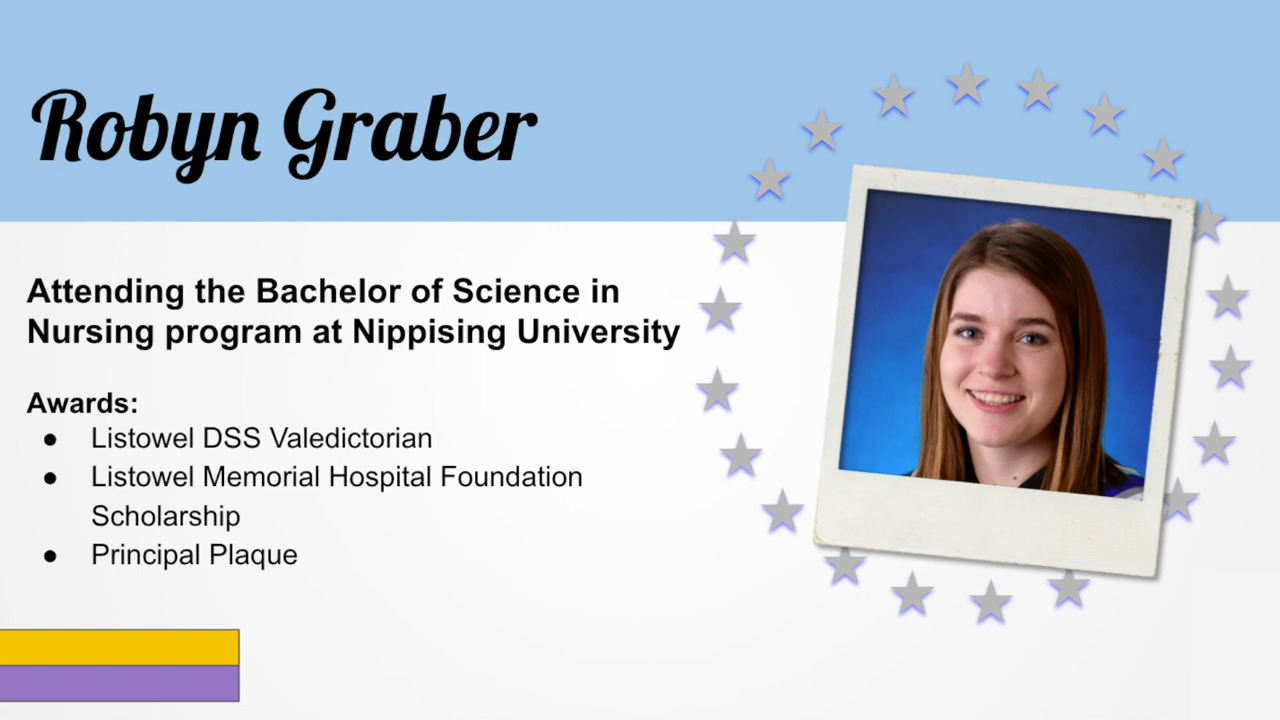 Robyn Graber
Attending the Bachelor of Science in
Nursing program at Nippising University
Awards:
● Listowel DSS Valedictorian
● Listowel Memorial Hospital Foundation
Scholarship
● Principal Plaque